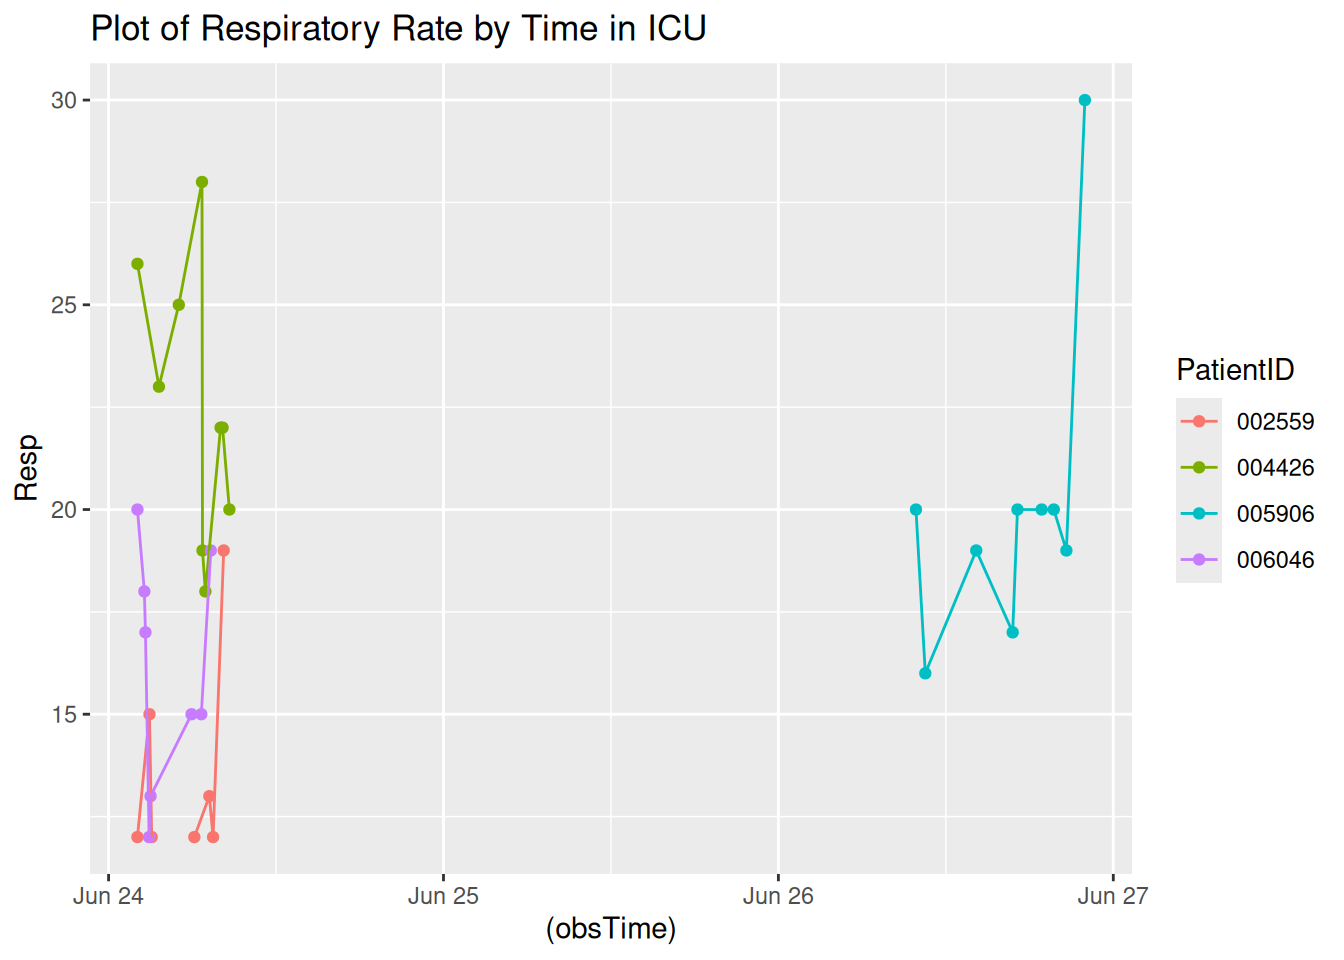 Plot of Respiratory Rate by Time in ICU
30
25
20
15
Resp
Jun 24 Jun 25 Jun 26 Jun 27
(obsTime)
PatientID
002559
004426
005906
006046